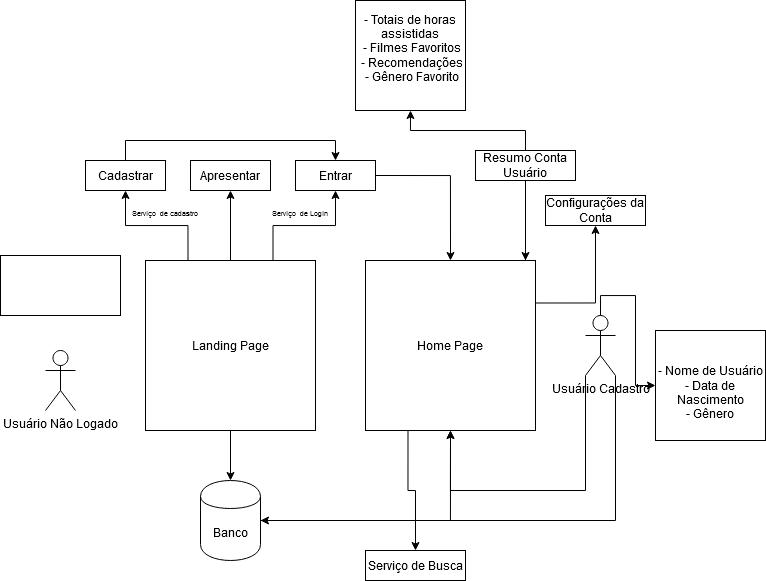 - Totais de horas
assistidas
- Filmes Favoritos
- Recomendações
- Gênero Favorito
Cadastrar
Apresentar
Entrar
Resumo Conta
Usuário
Configurações da
Conta
Serviço de cadastro
Serviço de Login
Landing Page
Home Page
Usuário Cadastro
- Nome de Usuário
- Data de
Nascimento
- Gênero
Usuário Não Logado
Banco
Serviço de Busca